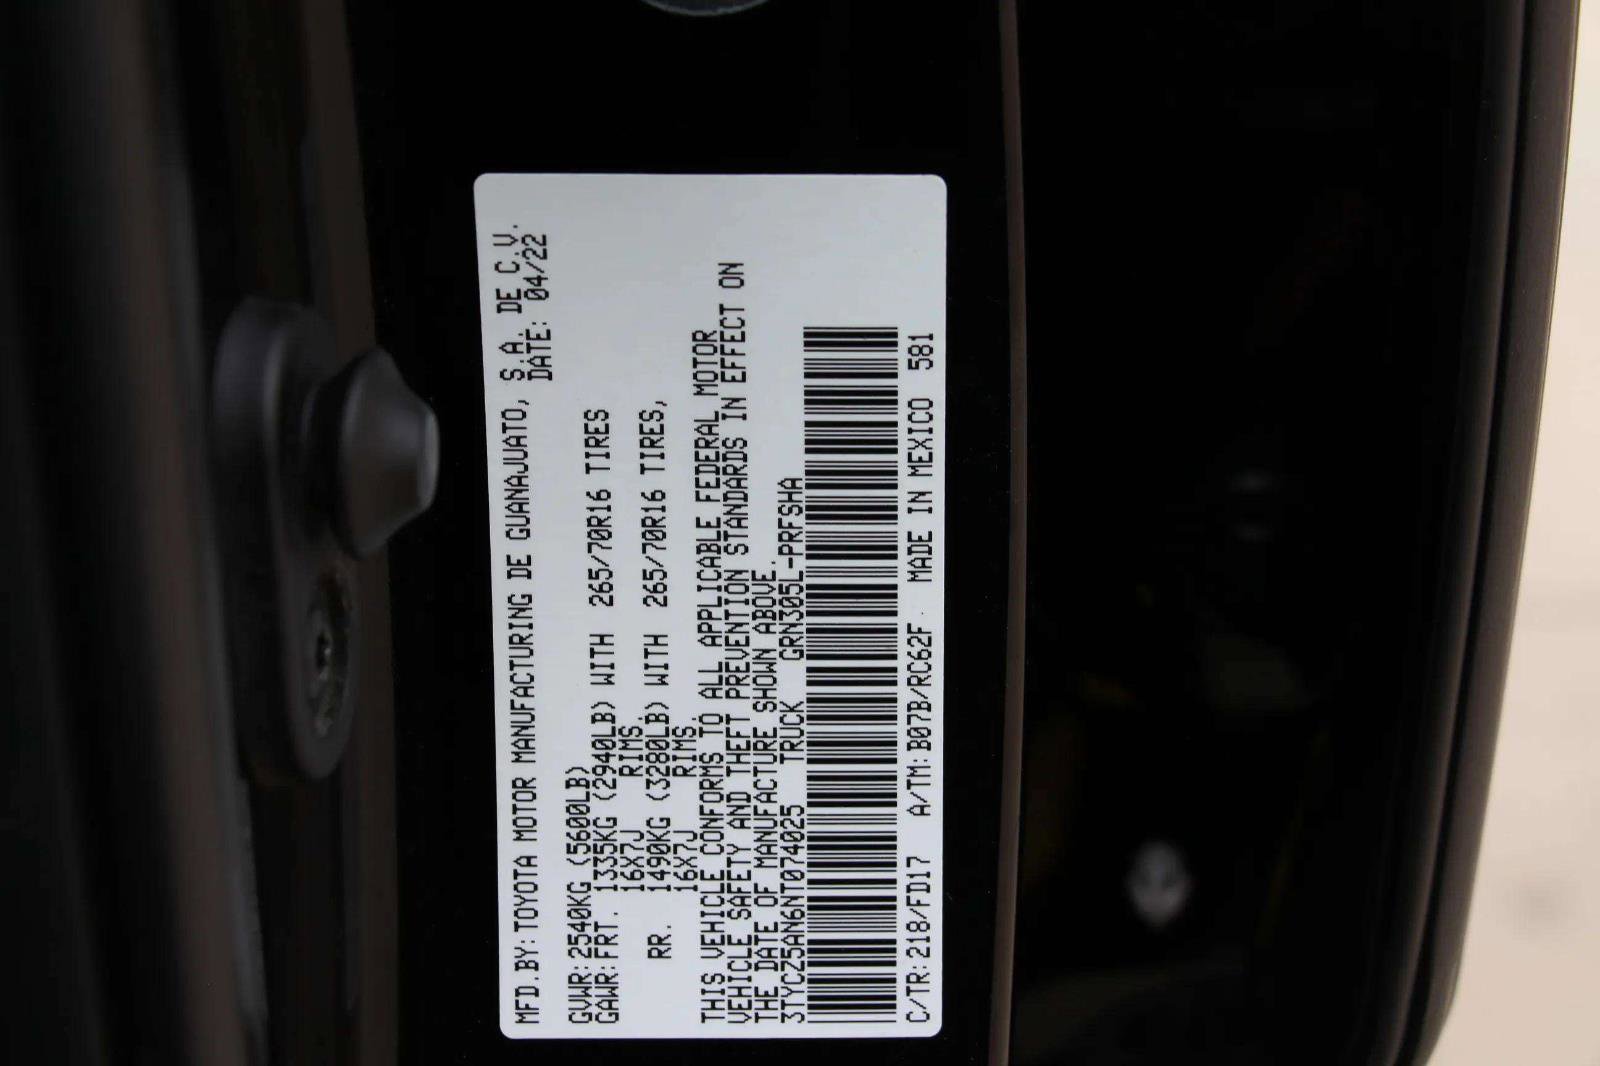 MFD.BY:TOYOTA MOTOR MANUFACTURING DE GUANAJUATO, S.A. DE C.V.
DATE: 04/22
GVWR:2540KG (5600LB)
GAWR:FRT. 1335KG (2940LB) WITH 265/70R16 TIRES
16X7J RIMS,
RR. 1490KG (3280LB) WITH 265/70R16 TIRES,
16X7J RIMS,
THIS VEHICLE CONFORMS TO ALL APPLICABLE FEDERAL MOTOR
VEHICLE SAFETY AND THEFT PREVENTION STANDARDS IN EFFECT ON
THE DATE OF MANUFACTURE SHOWN ABOVE.
3TYCZ5AN6NT074025 TRUCK GRN305L-PRFSHA
C/TR:218/FD17 A/TM:B07B/RC62F MADE IN MEXICO 581